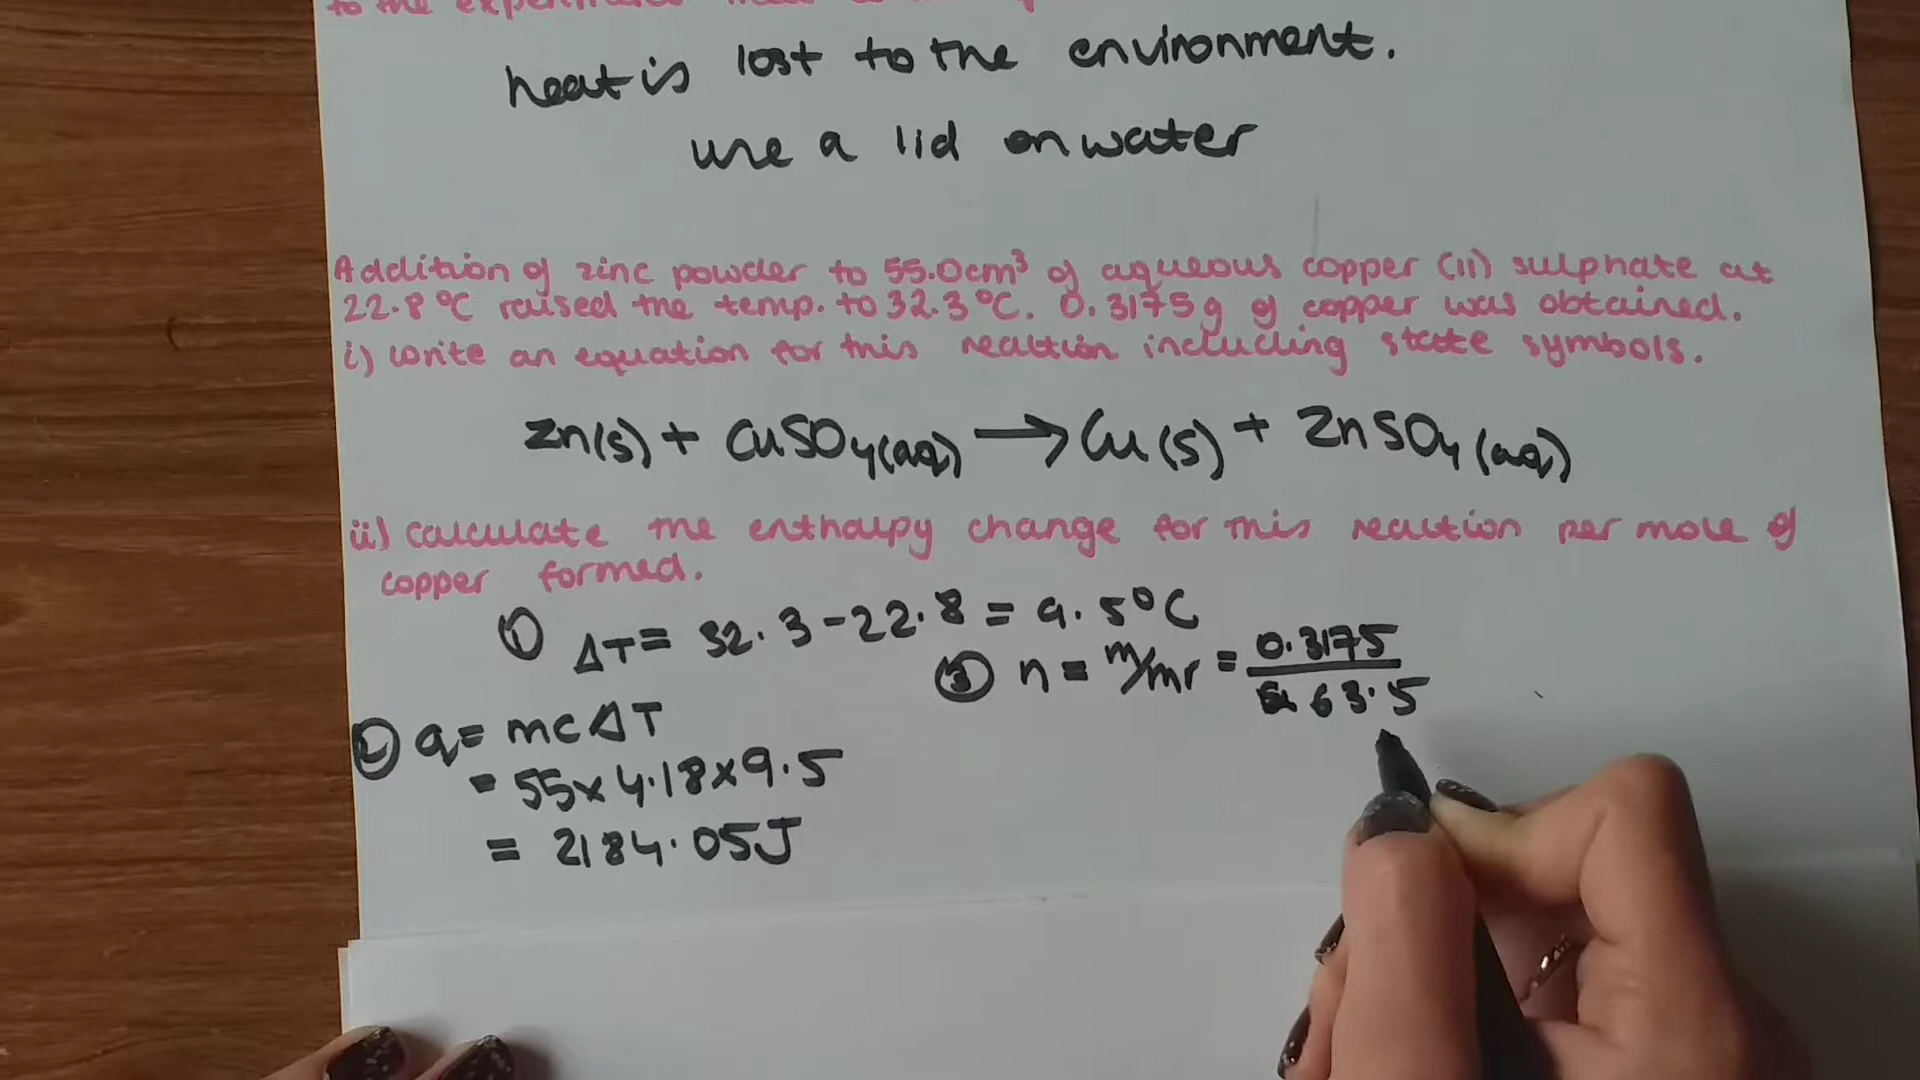 to the experiment
heat is lost to the environment.
use a lid on water
Addition of zinc powder to 55.0cm³ of aqueous copper (II) sulphate at
22.8°C raised the temp. to 32.3°C. 0.3175g of copper was obtained.
i) write an equation for this reaction including state symbols.
Zn(s) + CuSO₄(aq) → Cu(s) + ZnSO₄(aq)
ii) calculate the enthalpy change for this reaction per mole of
copper formed.
① ΔT = 32.3-22.8 = 9.5°C
③ n = m/mr = 0.3175 / 63.5
② q = mcΔT
= 55×4.18×9.5
= 2184.05J